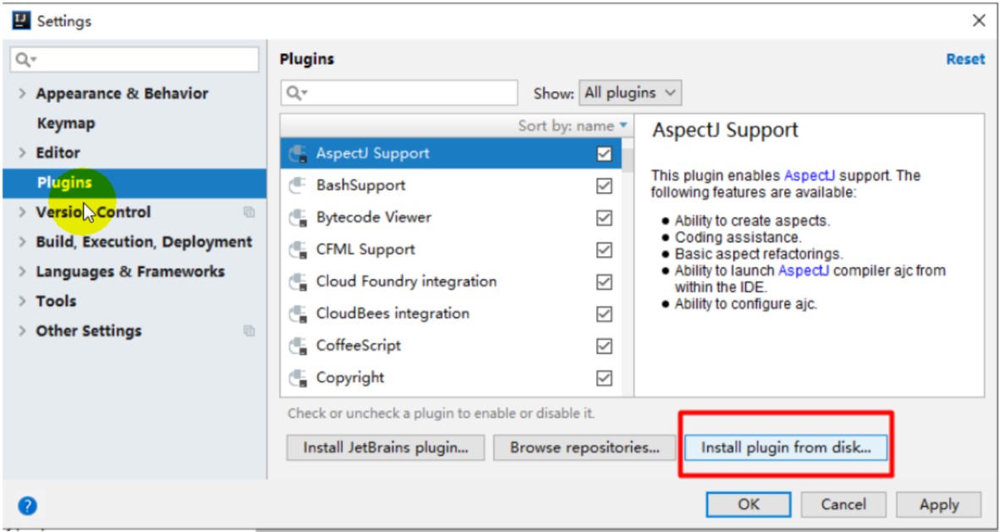 Settings
Plugins
Reset
Appearance & Behavior
Keymap
Editor
Plugins
Version Control
Build, Execution, Deployment
Languages & Frameworks
Tools
Other Settings
Show: All plugins
Sort by: name
AspectJ Support
BashSupport
Bytecode Viewer
CFML Support
Cloud Foundry integration
CloudBees integration
CoffeeScript
Copyright
AspectJ Support
This plugin enables AspectJ support. The
following features are available:
Ability to create aspects.
Coding assistance.
Basic aspect refactorings.
Ability to launch AspectJ compiler ajc from
within the IDE.
Ability to configure ajc.
Check or uncheck a plugin to enable or disable it.
Install JetBrains plugin...
Browse repositories...
Install plugin from disk...
?
OK
Cancel
Apply